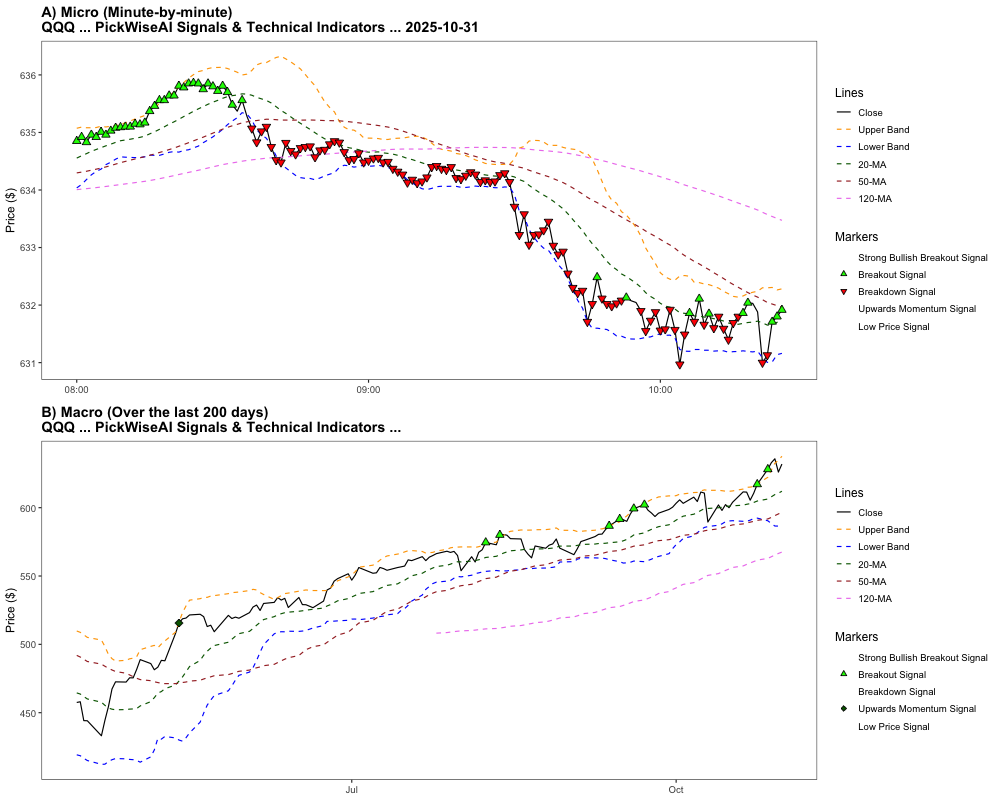 A) Micro (Minute-by-minute)
QQQ ... PickWiseAI Signals & Technical Indicators ... 2025-10-31
Price ($)
636
635
634
633
632
631
08:00
09:00
10:00
Lines
Close
Upper Band
Lower Band
20-MA
50-MA
120-MA
Markers
Strong Bullish Breakout Signal
Breakout Signal
Breakdown Signal
Upwards Momentum Signal
Low Price Signal
B) Macro (Over the last 200 days)
QQQ ... PickWiseAI Signals & Technical Indicators ...
Price ($)
600
550
500
450
Jul
Oct
Lines
Close
Upper Band
Lower Band
20-MA
50-MA
120-MA
Markers
Strong Bullish Breakout Signal
Breakout Signal
Breakdown Signal
Upwards Momentum Signal
Low Price Signal